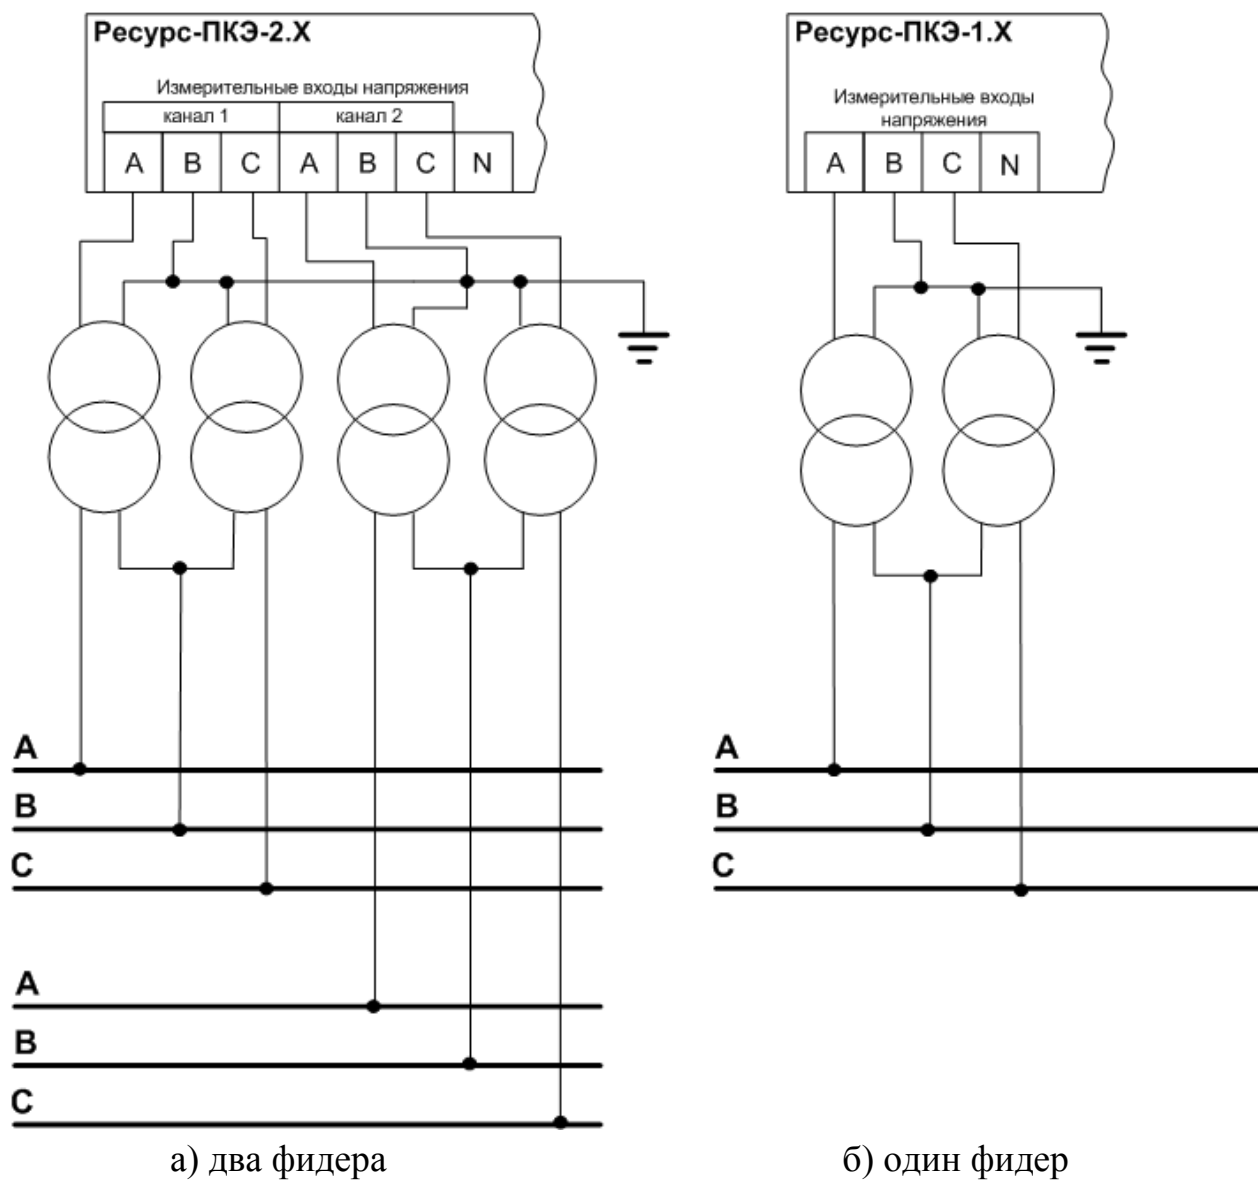 Ресурс-ПКЭ-2.X
Измерительные входы напряжения
канал 1 канал 2
A B C A B C N
A
B
C
A
B
C
а) два фидера
Ресурс-ПКЭ-1.X
Измерительные входы
напряжения
A B C N
A
B
C
б) один фидер